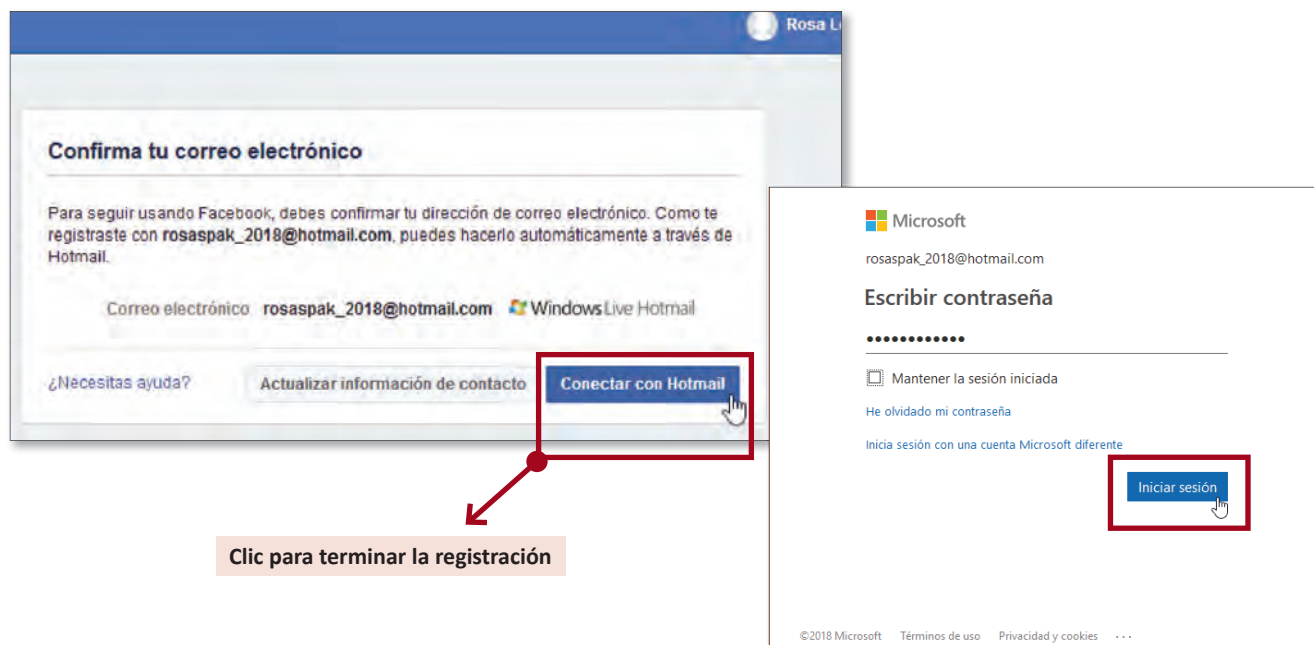 Rosa L
Confirma tu correo electrónico
Para seguir usando Facebook, debes confirmar tu dirección de correo electrónico. Como te
registraste con rosaspak_2018@hotmail.com, puedes hacerlo automáticamente a través de
Hotmail.
Correo electrónico rosaspak_2018@hotmail.com Windows Live Hotmail
¿Necesitas ayuda? Actualizar información de contacto Conectar con Hotmail
Clic para terminar la registración
Microsoft
rosaspak_2018@hotmail.com
Escribir contraseña
••••••••••••
Mantener la sesión iniciada
He olvidado mi contraseña
Inicia sesión con una cuenta Microsoft diferente
Iniciar sesión
©2018 Microsoft Términos de uso Privacidad y cookies ...